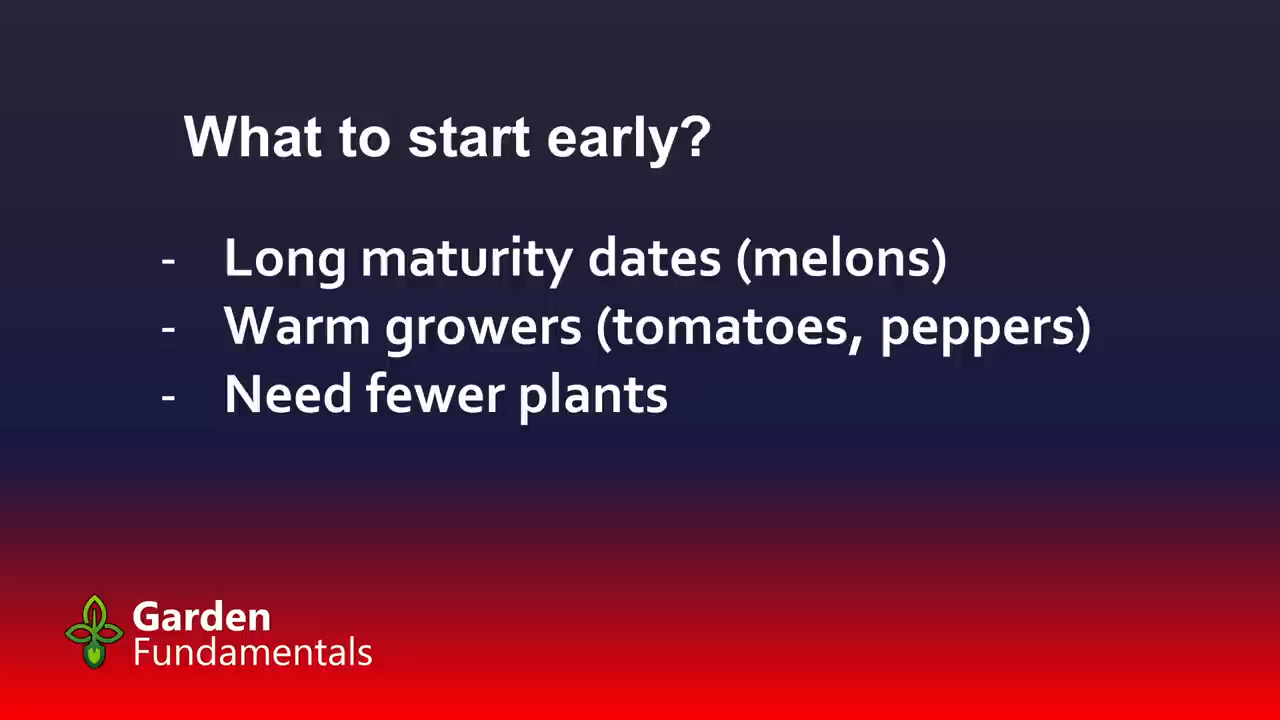 What to start early?
- Long maturity dates (melons)
- Warm growers (tomatoes, peppers)
- Need fewer plants
Garden
Fundamentals